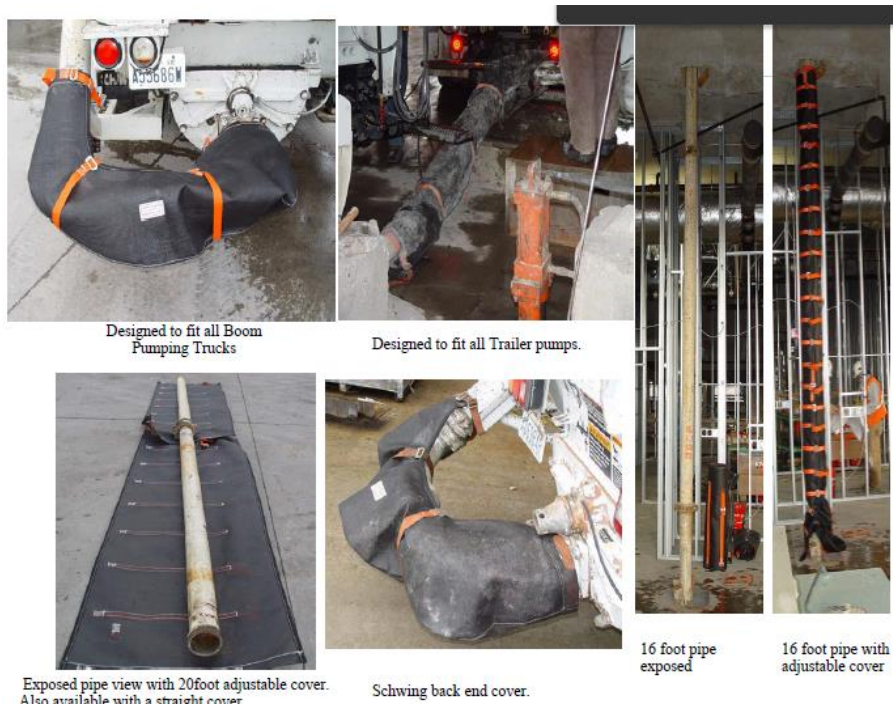 A55686W
Designed to fit all Boom
Pumping Trucks
Designed to fit all Trailer pumps.
Exposed pipe view with 20foot adjustable cover.
Also available with a straight cover
Schwing back end cover.
16 foot pipe
exposed
16 foot pipe with
adjustable cover